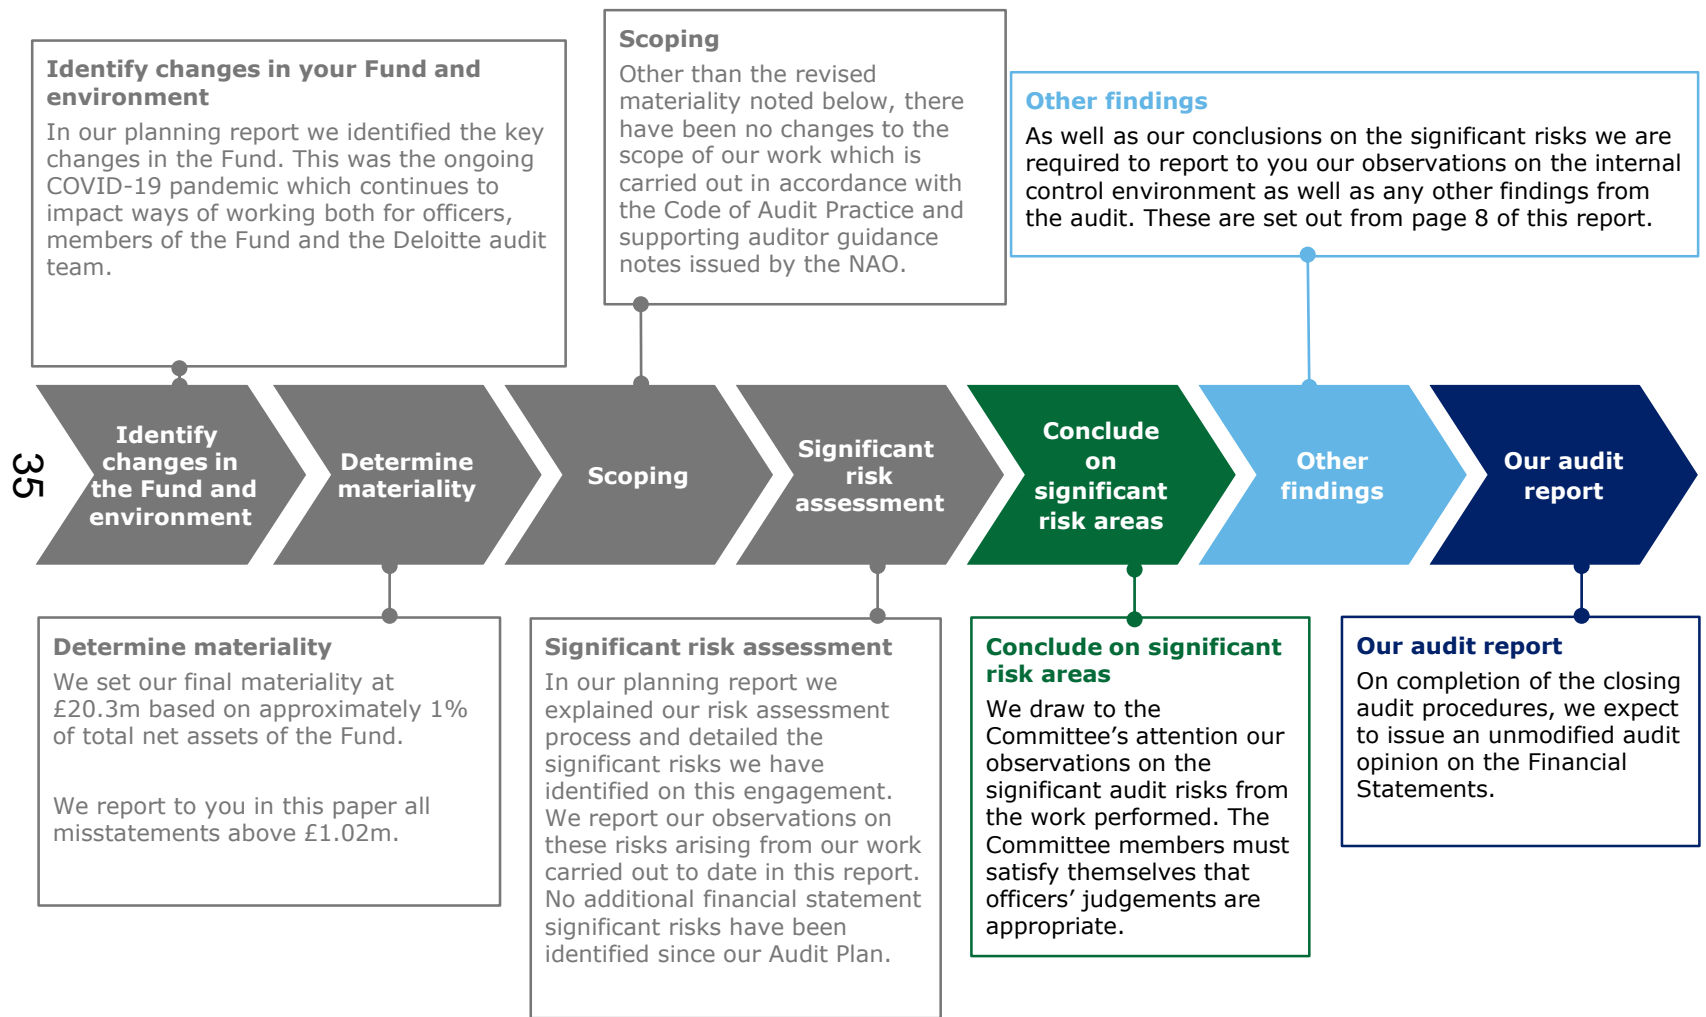 Identify changes in your Fund and
environment
In our planning report we identified the key
changes in the Fund. This was the ongoing
COVID-19 pandemic which continues to
impact ways of working both for officers,
members of the Fund and the Deloitte audit
team.
Scoping
Other than the revised
materiality noted below, there
have been no changes to the
scope of our work which is
carried out in accordance with
the Code of Audit Practice and
supporting auditor guidance
notes issued by the NAO.
Other findings
As well as our conclusions on the significant risks we are
required to report to you our observations on the internal
control environment as well as any other findings from
the audit. These are set out from page 8 of this report.
35
Identify
changes in
the Fund and
environment
Determine
materiality
Scoping
Significant
risk
assessment
Conclude
on
significant
risk areas
Other
findings
Our audit
report
Determine materiality
We set our final materiality at
£20.3m based on approximately 1%
of total net assets of the Fund.
We report to you in this paper all
misstatements above £1.02m.
Significant risk assessment
In our planning report we
explained our risk assessment
process and detailed the
significant risks we have
identified on this engagement.
We report our observations on
these risks arising from our work
carried out to date in this report.
No additional financial statement
significant risks have been
identified since our Audit Plan.
Conclude on significant
risk areas
We draw to the
Committee’s attention our
observations on the
significant audit risks from
the work performed. The
Committee members must
satisfy themselves that
officers’ judgements are
appropriate.
Our audit report
On completion of the closing
audit procedures, we expect
to issue an unmodified audit
opinion on the Financial
Statements.